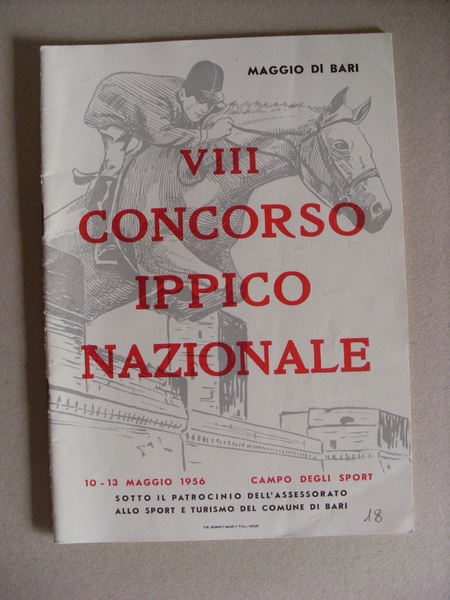 MAGGIO DI BARI
VIII
CONCORSO
IPPICO
NAZIONALE
10 - 13 MAGGIO 1956 CAMPO DEGLI SPORT
SOTTO IL PATROCINIO DELL'ASSESSORATO
ALLO SPORT E TURISMO DEL COMUNE DI BARI
18